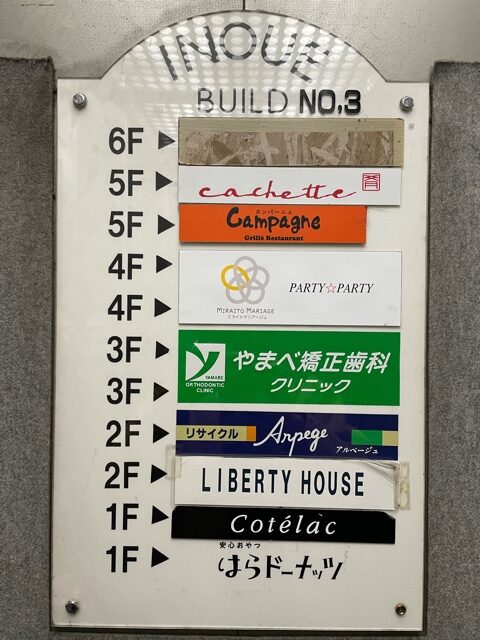 INOUE
BUILD NO,3
6F ▶
5F ▶ cachette
5F ▶ カンパーニュ
Campagne
Grillé Restaurant
4F ▶
MIRAITO MARIAGE
ミライトマリアージュ
PARTY☆PARTY
4F ▶
3F ▶ やまべ矯正歯科
クリニック
YAMABE
ORTHODONTIC
CLINIC
3F ▶
2F ▶ リサイクル Arpege
アルページュ
2F ▶ LIBERTY HOUSE
1F ▶ Cotélac
1F ▶ 安心おやつ
はらドーナッツ